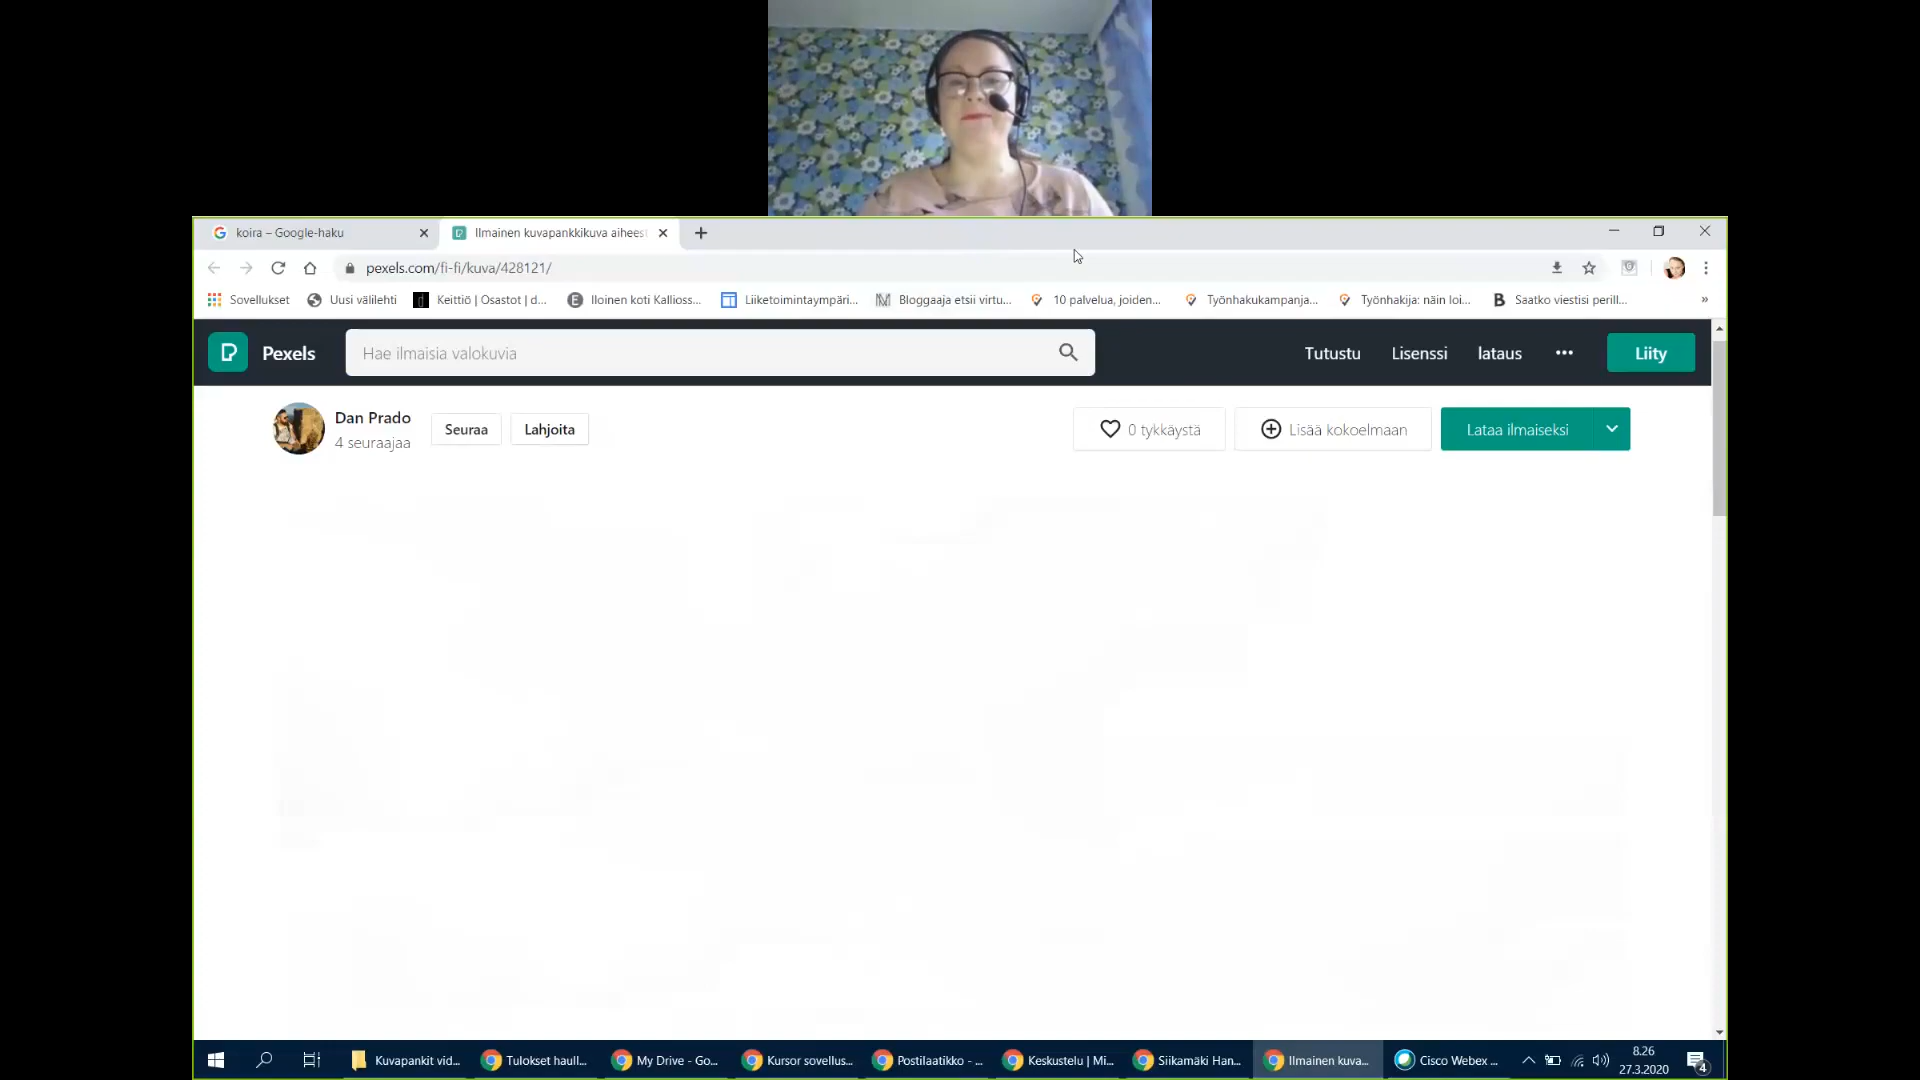 koira – Google-haku
Ilmainen kuvapankkikuva aihees
pexels.com/fi-fi/kuva/428121/
Sovellukset
Uusi välilehti
Keittiö | Osastot | d...
Iloinen koti Kallioss...
Liiketoimintaympäri...
Bloggaaja etsii virtu...
10 palvelua, joiden...
Työnhakukampanja...
Työnhakija: näin loi...
Saatko viestisi perill...
Pexels
Hae ilmaisia valokuvia
Tutustu
Lisenssi
lataus
Liity
Dan Prado
4 seuraajaa
Seuraa
Lahjoita
0 tykkäystä
Lisää kokoelmaan
Lataa ilmaiseksi
Kuvapankit vid...
Tulokset haull...
My Drive - Go...
Kursor sovellus...
Postilaatikko - ...
Keskustelu | Mi...
Siikamäki Han...
Ilmainen kuva...
Cisco Webex ...
8.26
27.3.2020
4